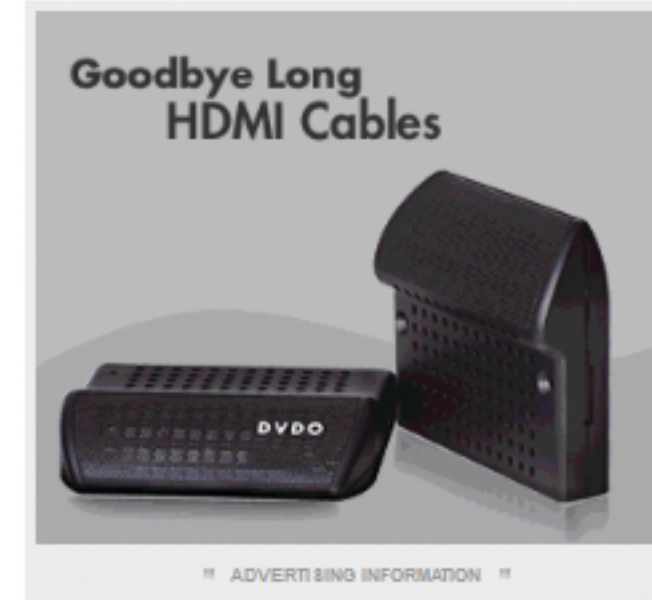 Goodbye Long
HDMI Cables
DVDO
" ADVERTISING INFORMATION "